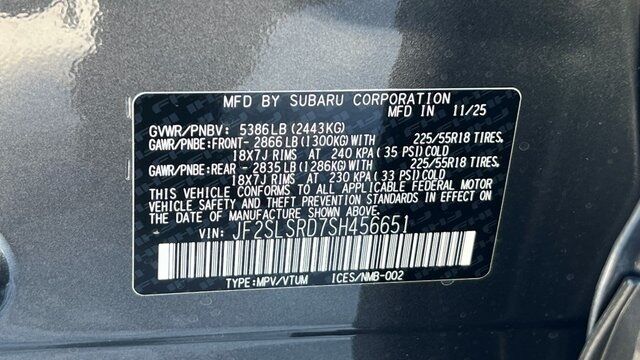 MFD BY SUBARU CORPORATION
MFD IN 11/25
GVWR/PNBV: 5386LB(2443KG)
GAWR/PNBE:FRONT- 2866LB(1300KG)WITH 225/55R18 TIRES,
18X7J RIMS AT 240 KPA(35 PSI)COLD
GAWR/PNBE:REAR - 2835LB(1286KG)WITH 225/55R18 TIRES,
18X7J RIMS AT 230 KPA(33 PSI)COLD
THIS VEHICLE CONFORMS TO ALL APPLICABLE FEDERAL MOTOR
VEHICLE SAFETY AND THEFT PREVENTION STANDARDS IN EFFECT
ON THE DATE OF MANUFACTURE SHOWN ABOVE.
VIN: JF2SLSRD7SH456651
TYPE:MPV/VTUM ICES/NMB-002